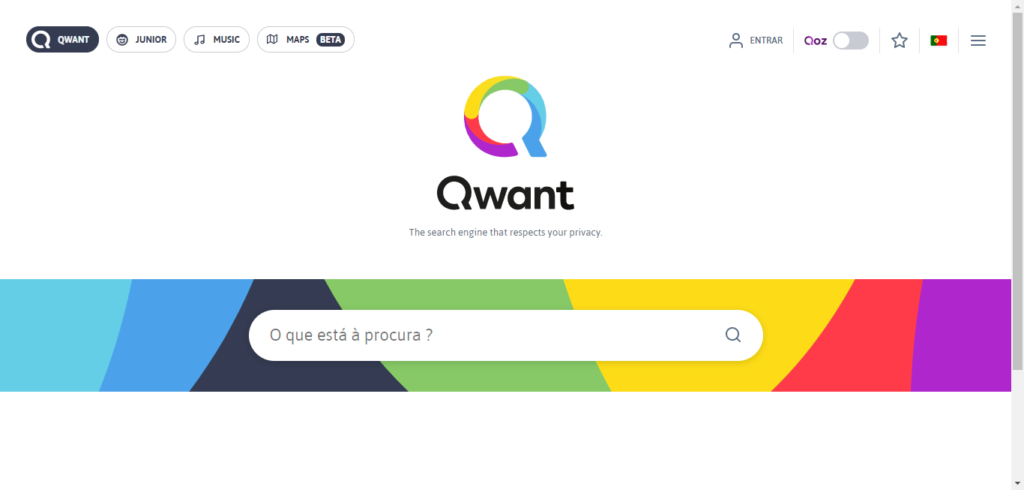 QWANT JUNIOR MUSIC MAPS BETA ENTRAR Qoz
Qwant
The search engine that respects your privacy.
O que está à procura ?